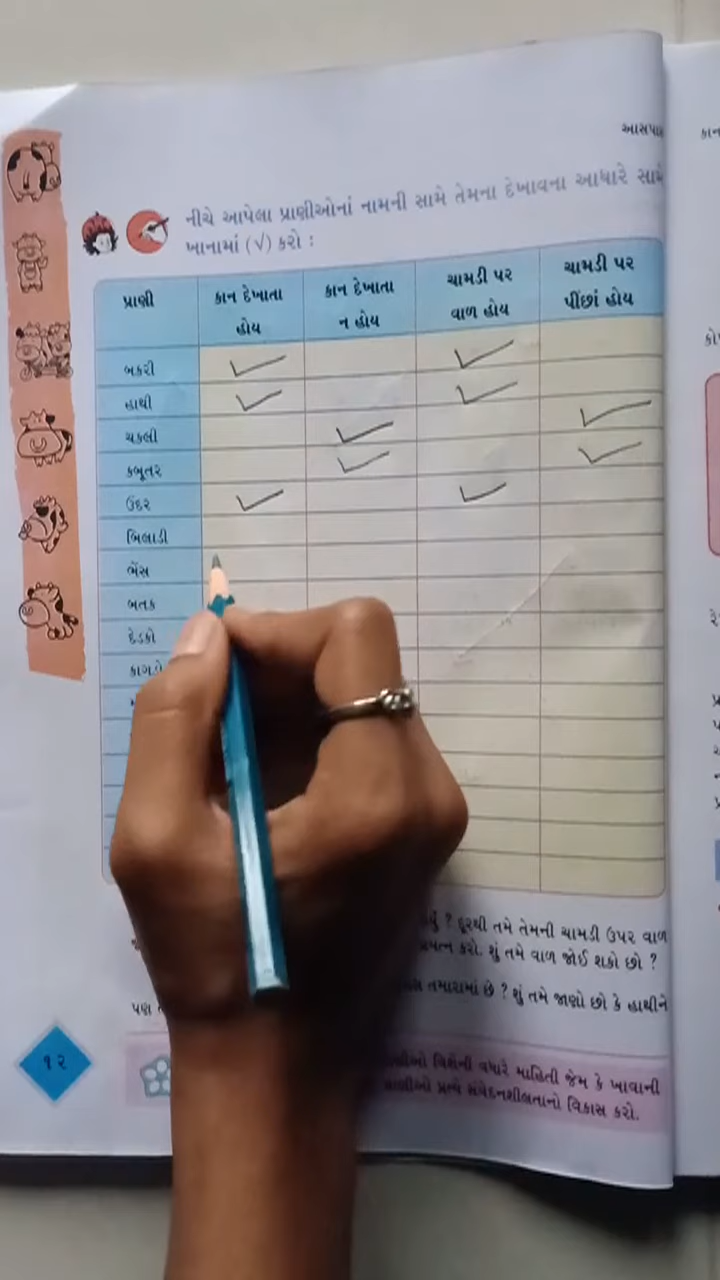 આસપા
નીચે આપેલા પ્રાણીઓનાં નામની સામે તેમના દેખાવના આધારે સામે
ખાનામાં (√) કરો :
પ્રાણી કાન દેખાતા હોય કાન દેખાતા ન હોય ચામડી પર વાળ હોય ચામડી પર પીંછાં હોય
બકરી ✓ ✓
હાથી ✓ ✓
ચકલી ✓ ✓
કબૂતર ✓ ✓
ઉંદર ✓ ✓
બિલાડી
ભેંસ
બતક
દેડકો
? દૂરથી તમે તેમની ચામડી ઉપર વાળ
કરો. શું તમે વાળ જોઈ શકો છો ?
તમારામાં છે ? શું તમે જાણો છો કે હાથીને
પણ
વિશેની વધારે માહિતી જેમ કે ખાવાની
પ્રત્યે સંવેદનશીલતાનો વિકાસ કરો.
૧૨